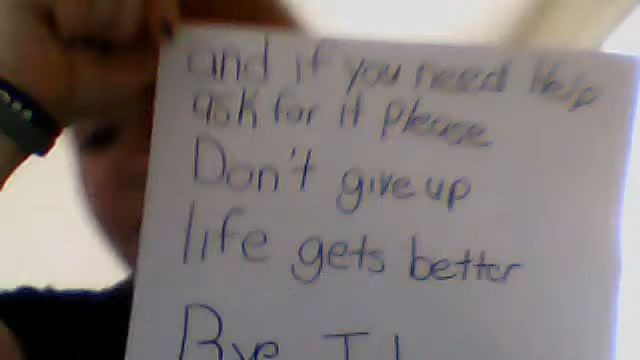 and if you need Help
ask for it please
Don't give up
life gets better
Bye I